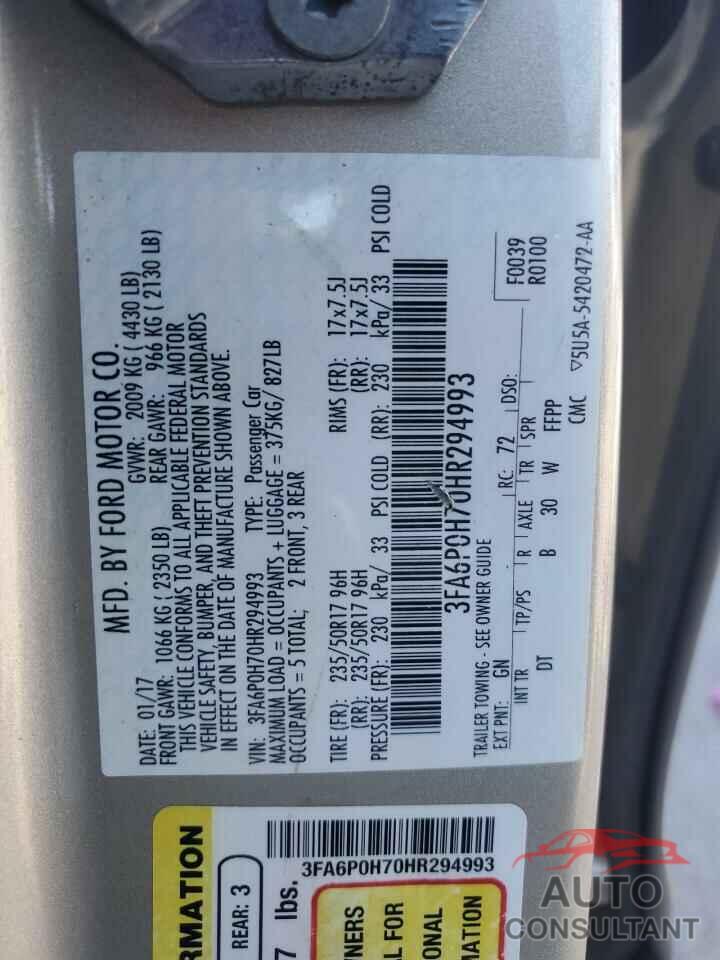 MFD. BY FORD MOTOR CO.
DATE: 01/17 GVWR: 2009 KG ( 4430 LB)
FRONT GAWR: 1066 KG ( 2350 LB) REAR GAWR: 966 KG ( 2130 LB)
THIS VEHICLE CONFORMS TO ALL APPLICABLE FEDERAL MOTOR
VEHICLE SAFETY, BUMPER, AND THEFT PREVENTION STANDARDS
IN EFFECT ON THE DATE OF MANUFACTURE SHOWN ABOVE.
VIN: 3FA6P0H70HR294993 TYPE: Passenger Car
MAXIMUM LOAD = OCCUPANTS + LUGGAGE = 375KG/ 827LB
OCCUPANTS = 5 TOTAL; 2 FRONT, 3 REAR
TIRE (FR): 235/50R17 96H RIMS (FR): 17x7.5J
(RR): 235/50R17 96H (RR): 17x7.5J
PRESSURE (FR): 230 kPa/ 33 PSI COLD (RR): 230 kPa/ 33 PSI COLD
3FA6P0H70HR294993
TRAILER TOWING - SEE OWNER GUIDE F0039
EXT PNT: GN RC: 72 DSO: R0100
INT TR TP/PS R AXLE TR SPR
DT B 30 W FFPP
CMC ▽5U5A-5420472-AA
RMATION
REAR: 3
7 lbs.
3FA6P0H70HR294993
WNERS
AL FOR
IONAL
MATION
AUTO
CONSULTANT